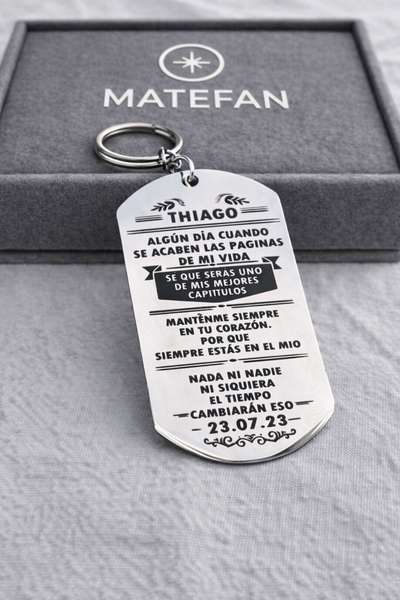 MATEFAN
THIAGO
ALGÚN DÍA CUANDO
SE ACABEN LAS PAGINAS
DE MI VIDA
SE QUE SERAS UNO
DE MIS MEJORES
CAPITTULOS
MANTÈNME SIEMPRE
EN TU CORAZÓN.
POR QUE
SIEMPRE ESTÁS EN EL MIO
NADA NI NADIE
NI SIQUIERA
EL TIEMPO
CAMBIARÁN ESO
- 23.07.23 -